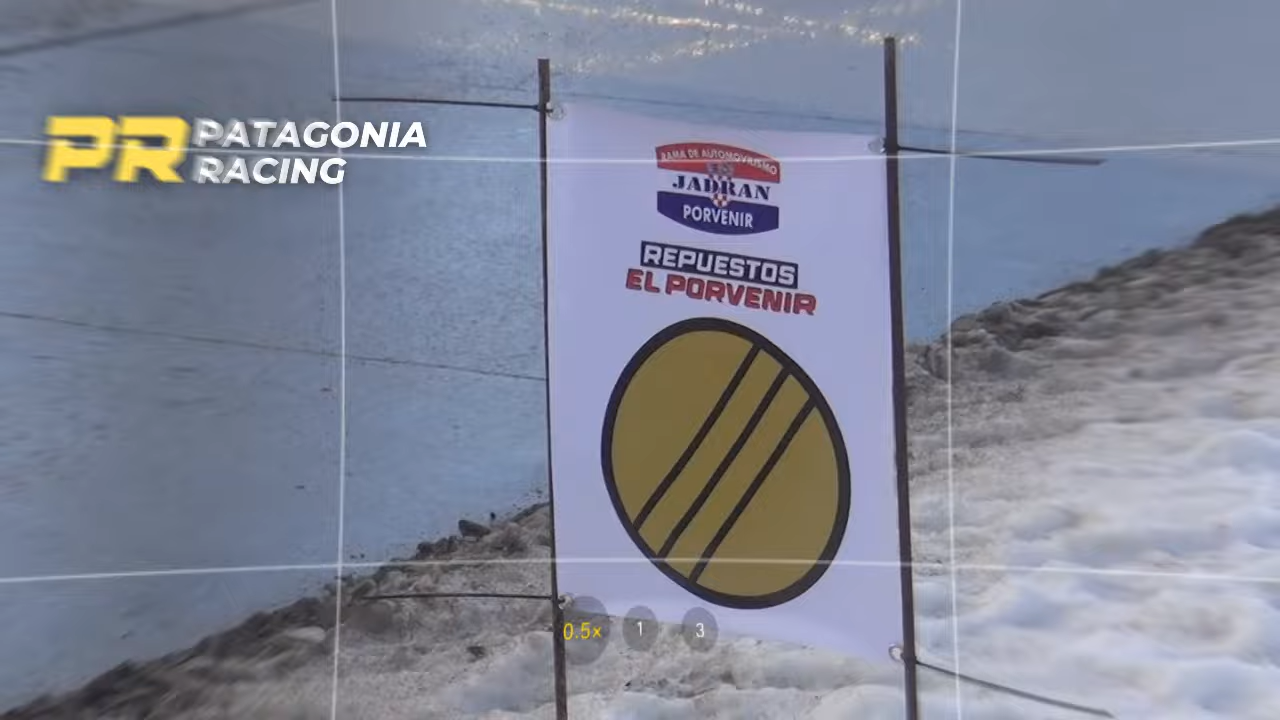 PR PATAGONIA
RACING
RAMA DE AUTOMOVILISMO
JADRAN
PORVENIR
REPUESTOS
EL PORVENIR
0.5×
1
3